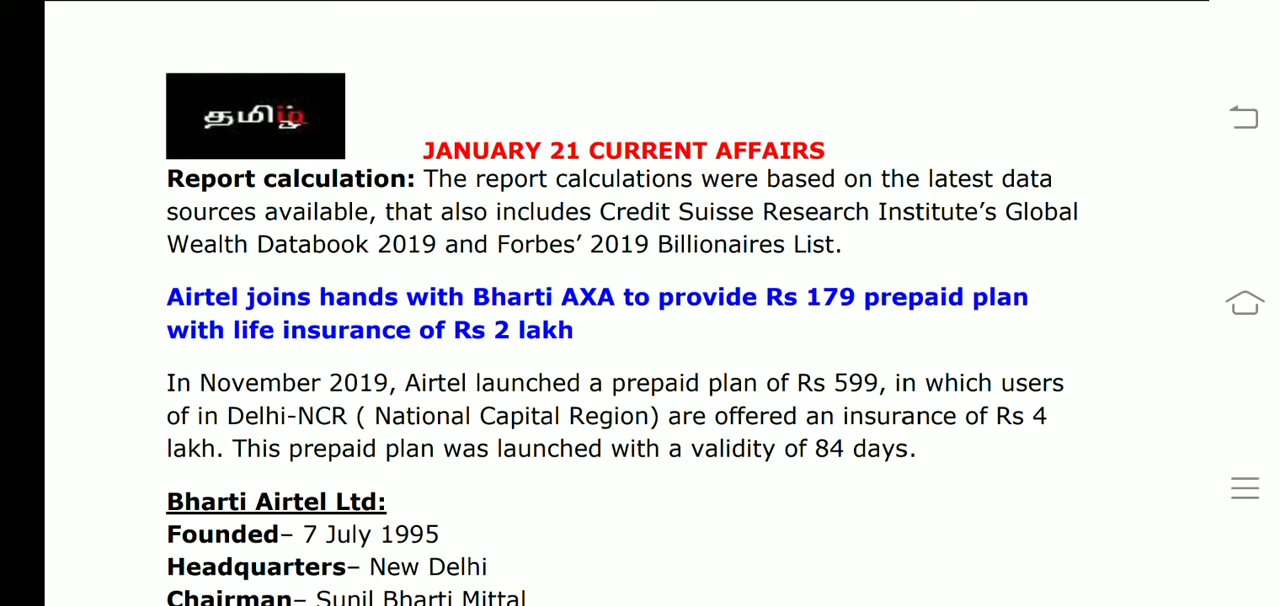 தமிழ்
JANUARY 21 CURRENT AFFAIRS
Report calculation: The report calculations were based on the latest data
sources available, that also includes Credit Suisse Research Institute’s Global
Wealth Databook 2019 and Forbes’ 2019 Billionaires List.
Airtel joins hands with Bharti AXA to provide Rs 179 prepaid plan
with life insurance of Rs 2 lakh
In November 2019, Airtel launched a prepaid plan of Rs 599, in which users
of in Delhi-NCR ( National Capital Region) are offered an insurance of Rs 4
lakh. This prepaid plan was launched with a validity of 84 days.
Bharti Airtel Ltd:
Founded– 7 July 1995
Headquarters– New Delhi
Chairman– Sunil Bharti Mittal